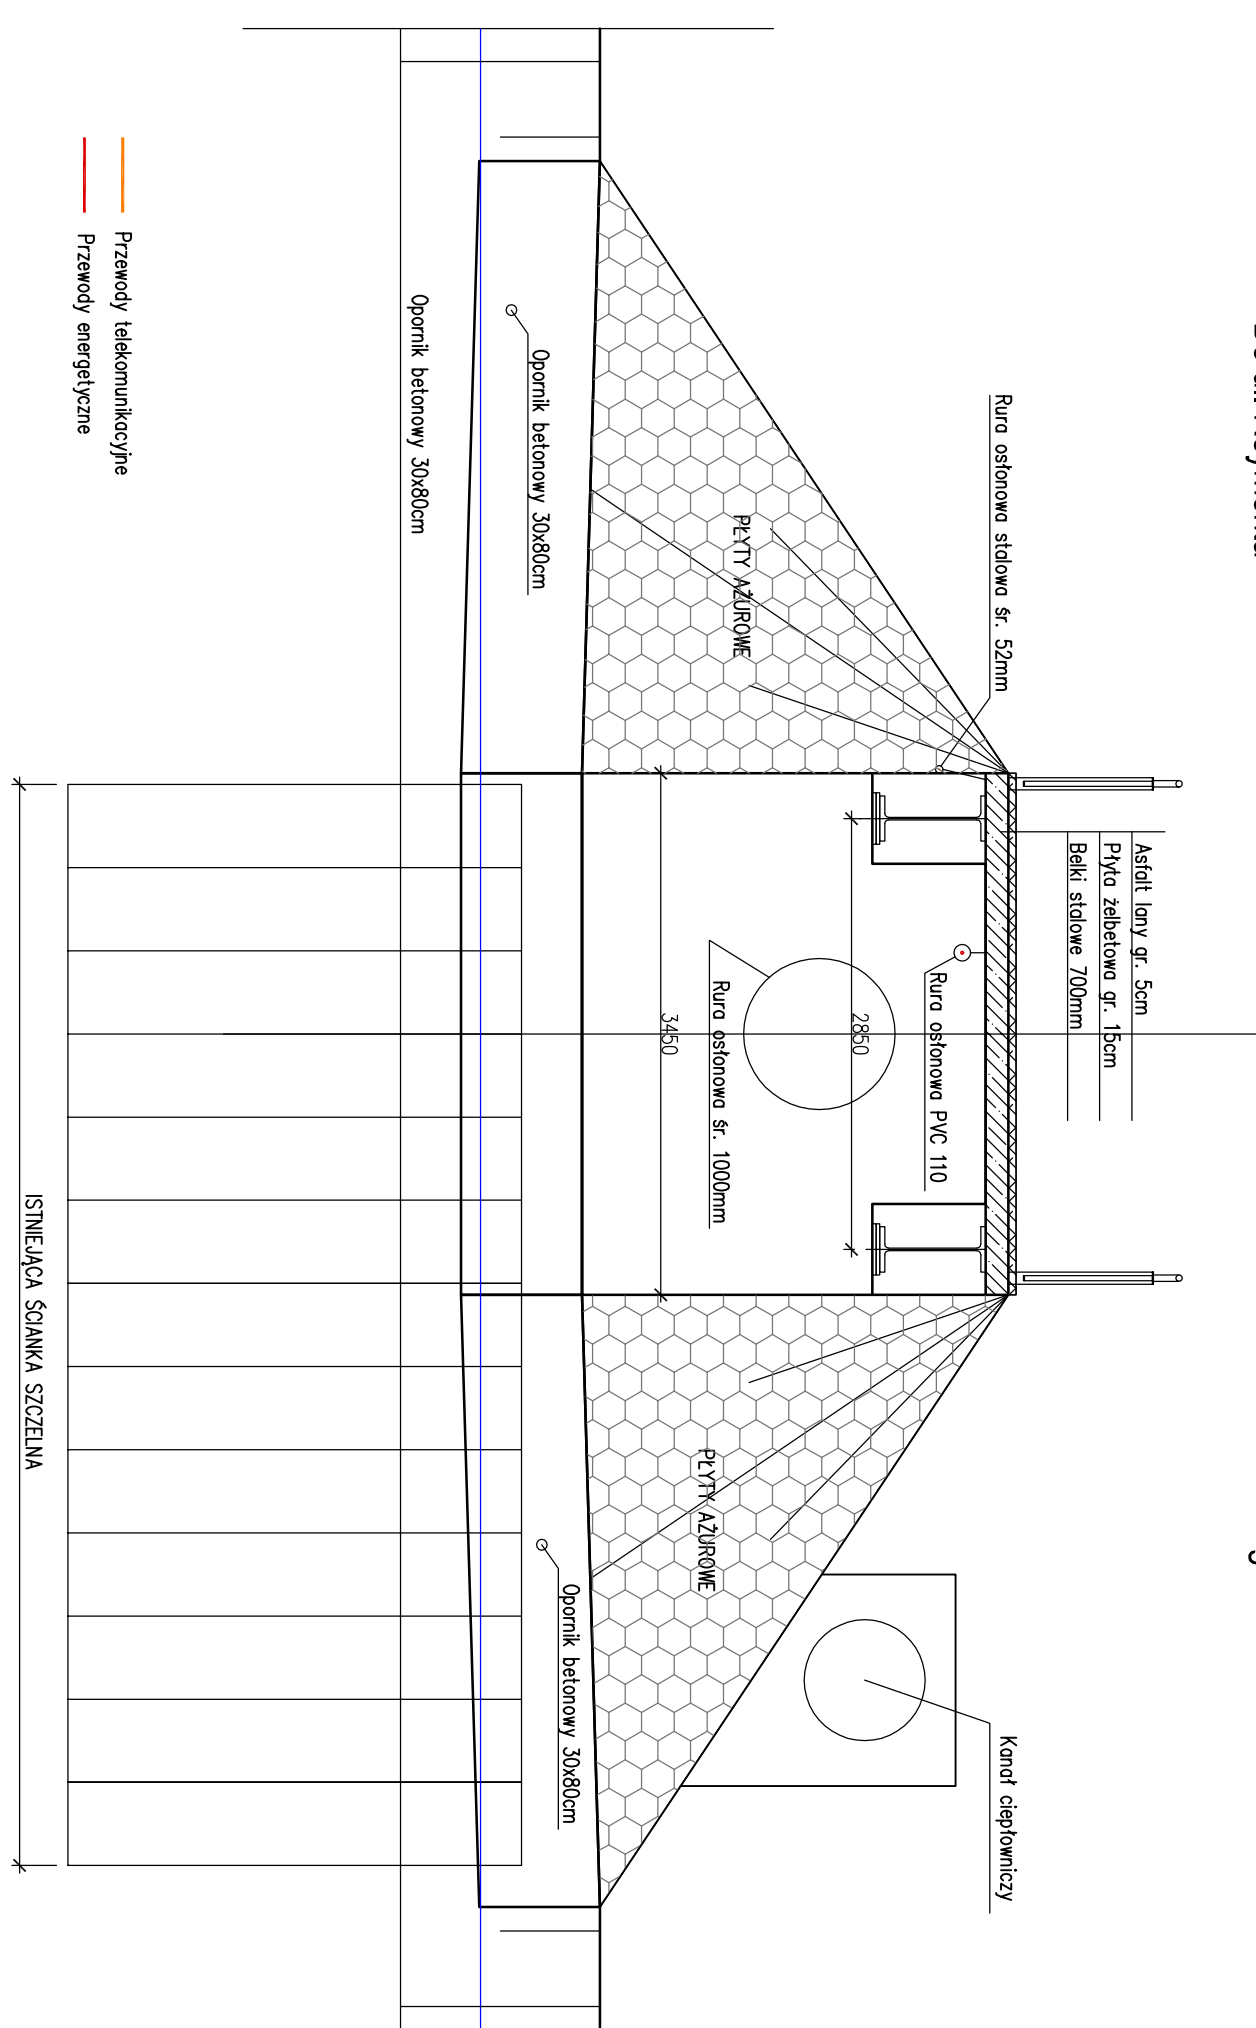 Rura osłonowa stalowa śr. 52mm
Asfalt lany gr. 5cm
Płyta żelbetowa gr. 15cm
Belki stalowe 700mm
Rura osłonowa PVC 110
2850
Rura osłonowa śr. 1000mm
3450
PŁYTY AŻUROWE
PŁYTY AŻUROWE
Kanał ciepłowniczy
Opornik betonowy 30x80cm
Opornik betonowy 30x80cm
Opornik betonowy 30x80cm
Przewody telekomunikacyjne
Przewody energetyczne
ISTNIEJĄCA ŚCIANKA SZCZELNA